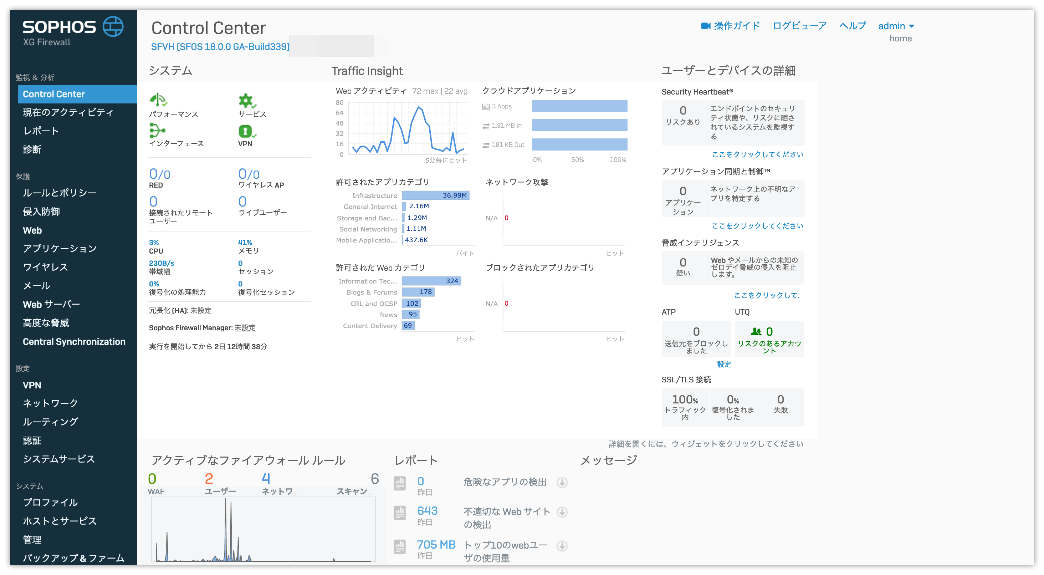 SOPHOS
XG Firewall
監視 & 分析
Control Center
現在のアクティビティ
レポート
診断
保護
ルールとポリシー
侵入防御
Web
アプリケーション
ワイヤレス
メール
Web サーバー
高度な脅威
Central Synchronization
設定
VPN
ネットワーク
ルーティング
認証
システムサービス
システム
プロファイル
ホストとサービス
管理
バックアップ & ファーム
Control Center
SFVH (SFOS 18.0.0 GA-Build339)
操作ガイド ログビューア ヘルプ admin
home
システム
パフォーマンス サービス
インターフェース VPN
0/0 0/0
RED ワイヤレス AP
0 0
接続されたリモート ライブユーザー
ユーザー
3% 41%
CPU メモリ
230B/s 0
帯域幅 セッション
0% 0
復号化の処理能力 復号化セッション
冗長化 (HA): 未設定
Sophos Firewall Manager: 未設定
実行を開始してから 2日 12時間 38分
Traffic Insight
Web アクティビティ 72 max | 22 avg
80
64
48
32
16
0
5分毎にヒット
クラウドアプリケーション
3 Apps
1.81 MB In
181 KB Out
0% 50% 100%
許可されたアプリカテゴリ
Infrastructure 36.99M
General Internet 2.16M
Storage and Bac... 1.29M
Social Networking 1.11M
Mobile Applicatio... 437.6K
バイト
ネットワーク攻撃
N/A 0
ヒット
許可された Web カテゴリ
Information Tec... 324
Blogs & Forums 178
CRL and OCSP 102
News 95
Content Delivery 69
ヒット
ブロックされたアプリカテゴリ
N/A 0
ヒット
ユーザーとデバイスの詳細
Security Heartbeat®
0
リスクあり
エンドポイントのセキュリ
ティ状態や、リスクに晒さ
れているシステムを監視す
る
ここをクリックしてください
アプリケーション同期と制御™
0
アプリケー
ション
ネットワーク上の不明なア
プリを特定する
ここをクリックしてください
脅威インテリジェンス
0
疑い
Web やメールからの未知の
ゼロデイ脅威の侵入を阻止
します。
ここをクリックして、
ATP UTQ
0
送信元をブロックし
ました
0
リスクのあるアカウ
ント
設定
SSL/TLS 接続
100% 0% 0
トラフィック 復号化されま 失敗
内 した
詳細を開くには、ウィジェットをクリックしてください
アクティブなファイアウォール ルール
0 2 4 6
WAF ユーザー ネットワ... スキャン...
レポート
0 危険なアプリの検出
昨日
643 不適切な Web サイト
昨日 の検出
705 MB トップ10のwebユー
昨日 ザの使用量
メッセージ